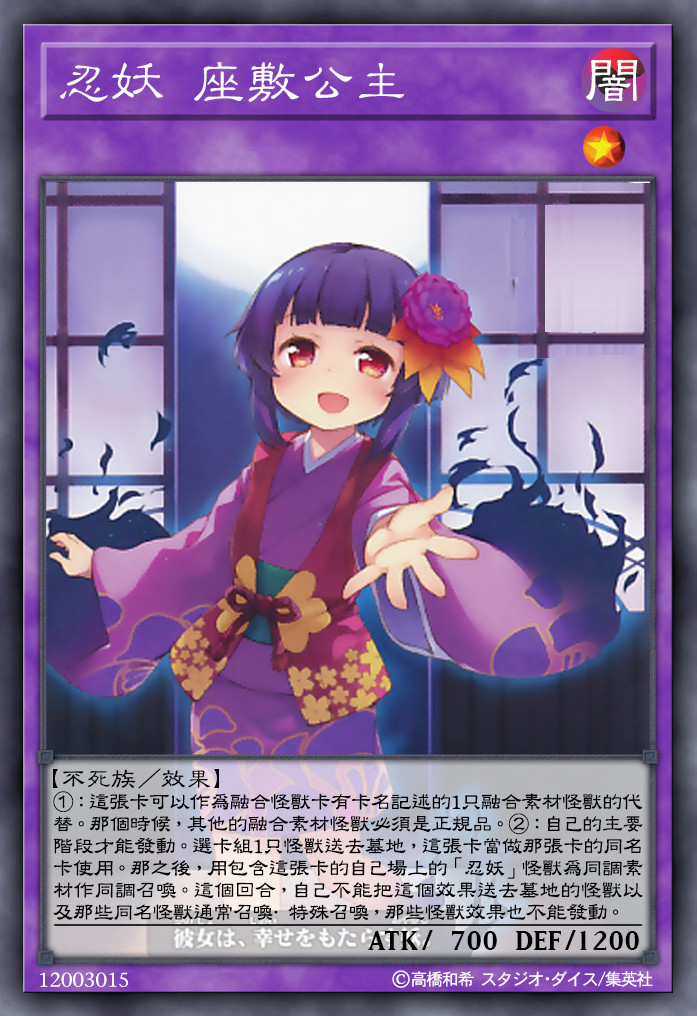 忍妖 座敷公主
闇
【不死族／效果】
①：這張卡可以作為融合怪獸卡有卡名記述的1只融合素材怪獸的代
替。那個時候，其他的融合素材怪獸必須是正規品。②：自己的主要
階段才能發動。選卡組1只怪獸送去墓地，這張卡當做那張卡的同名
卡使用。那之後，用包含這張卡的自己場上的「忍妖」怪獸為同調素
材作同調召喚。這個回合，自己不能把這個效果送去墓地的怪獸以
及那些同名怪獸通常召喚·特殊召喚，那些怪獸效果也不能發動。
彼女は、幸せをもたら
ATK/ 700 DEF/1200
12003015 ©高橋和希 スタジオ・ダイス/集英社